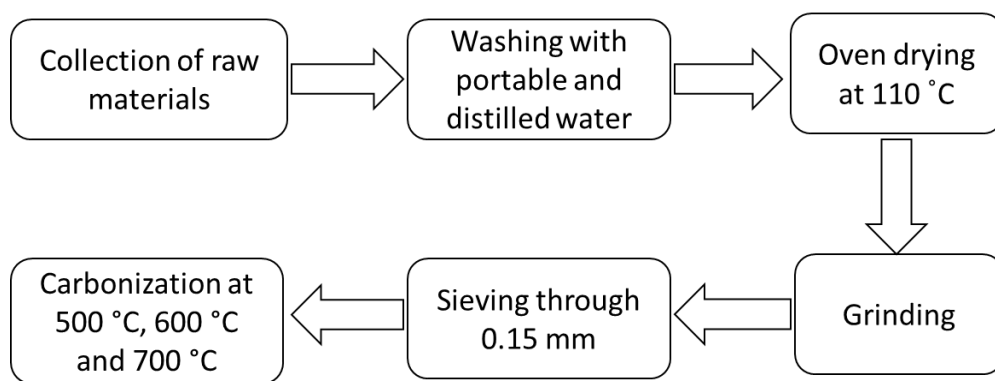 Collection of raw
materials
Washing with
portable and
distilled water
Oven drying
at 110 ˚C
Grinding
Sieving through
0.15 mm
Carbonization at
500 °C, 600 °C
and 700 °C